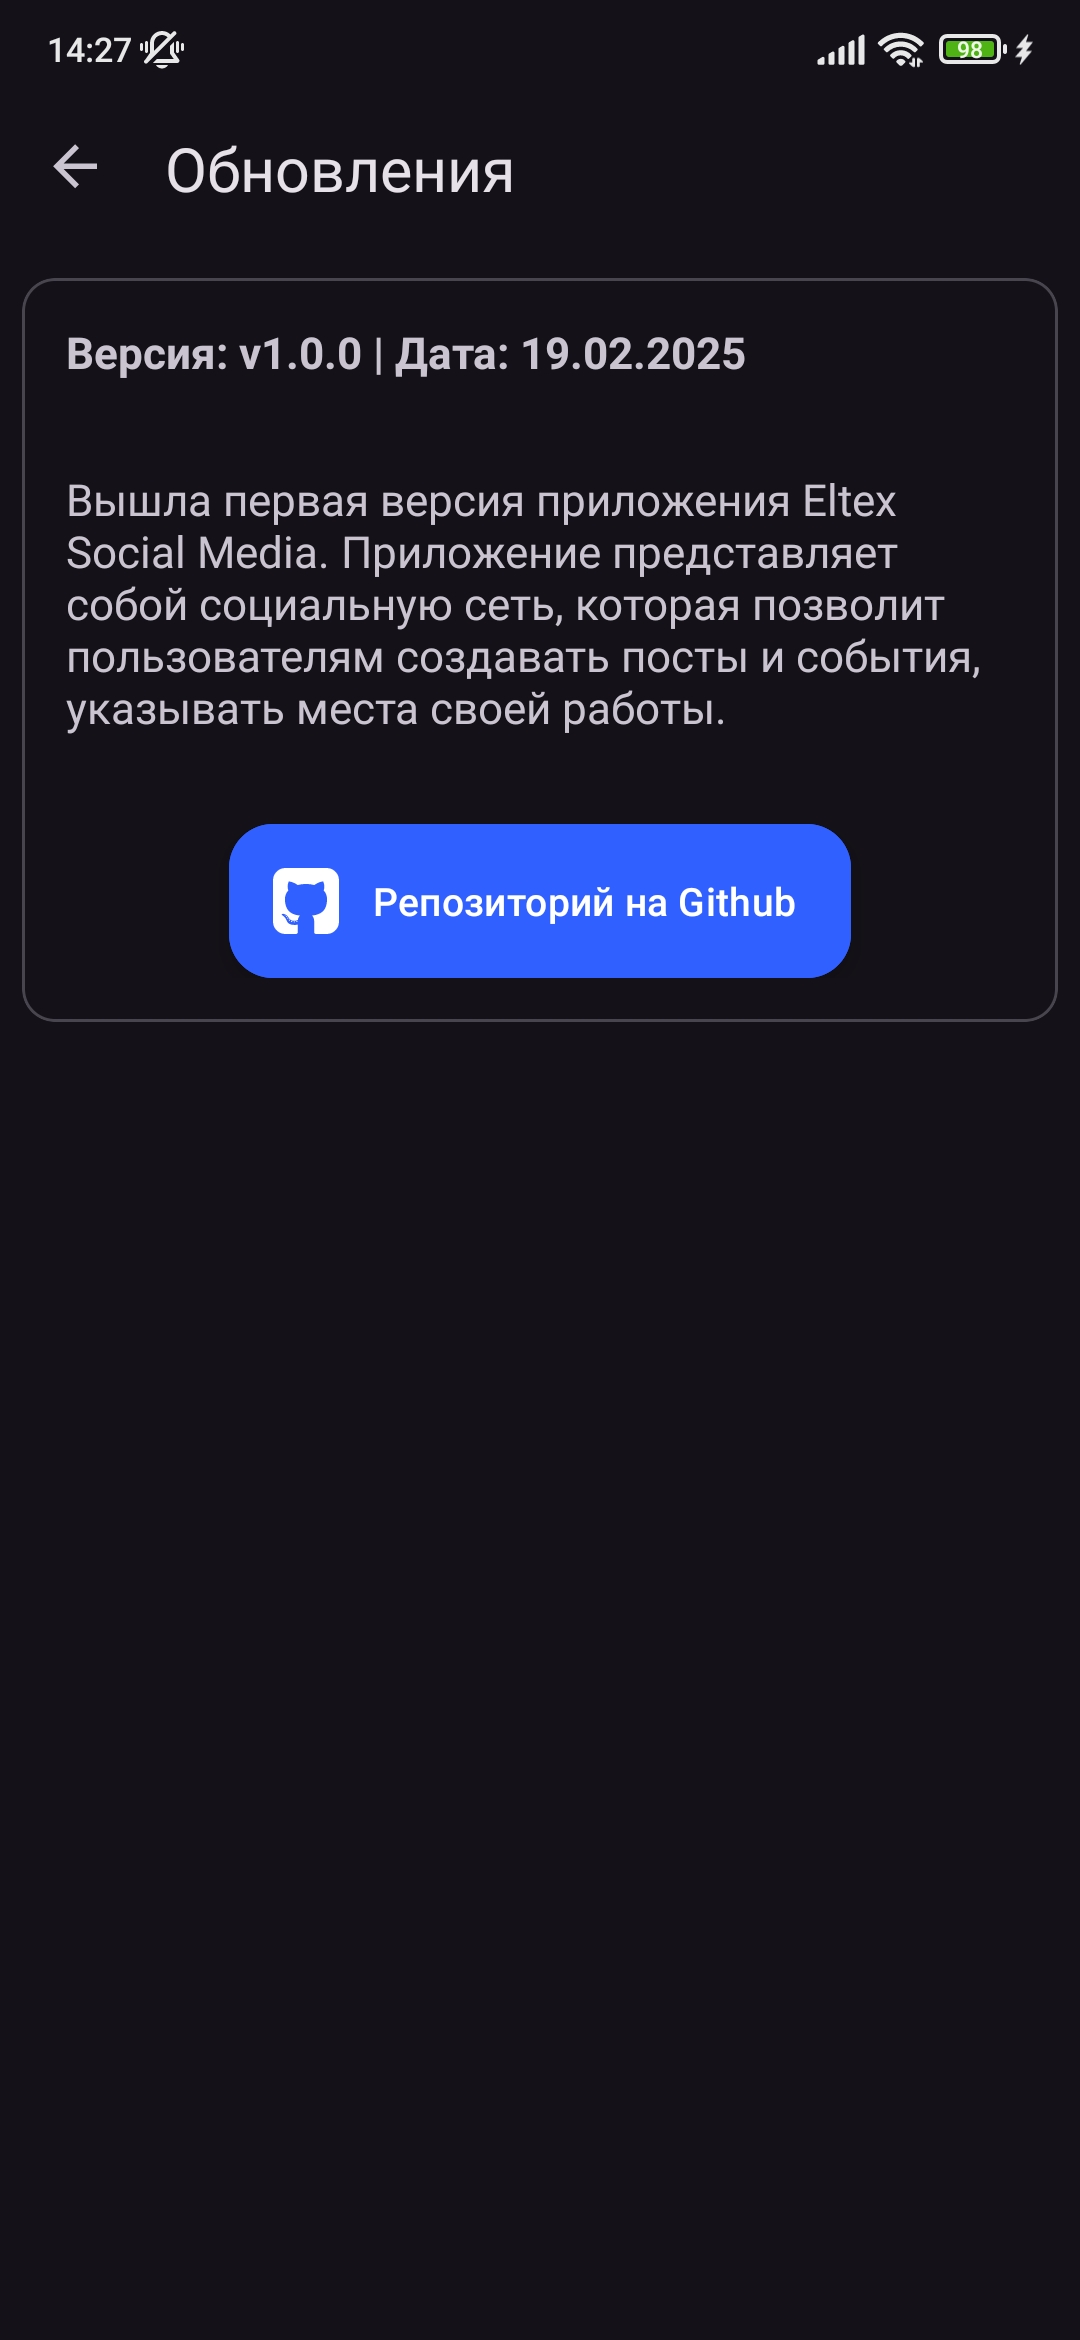 14:27
98
Обновления
Версия: v1.0.0 | Дата: 19.02.2025
Вышла первая версия приложения Eltex
Social Media. Приложение представляет
собой социальную сеть, которая позволит
пользователям создавать посты и события,
указывать места своей работы.
Репозиторий на Github